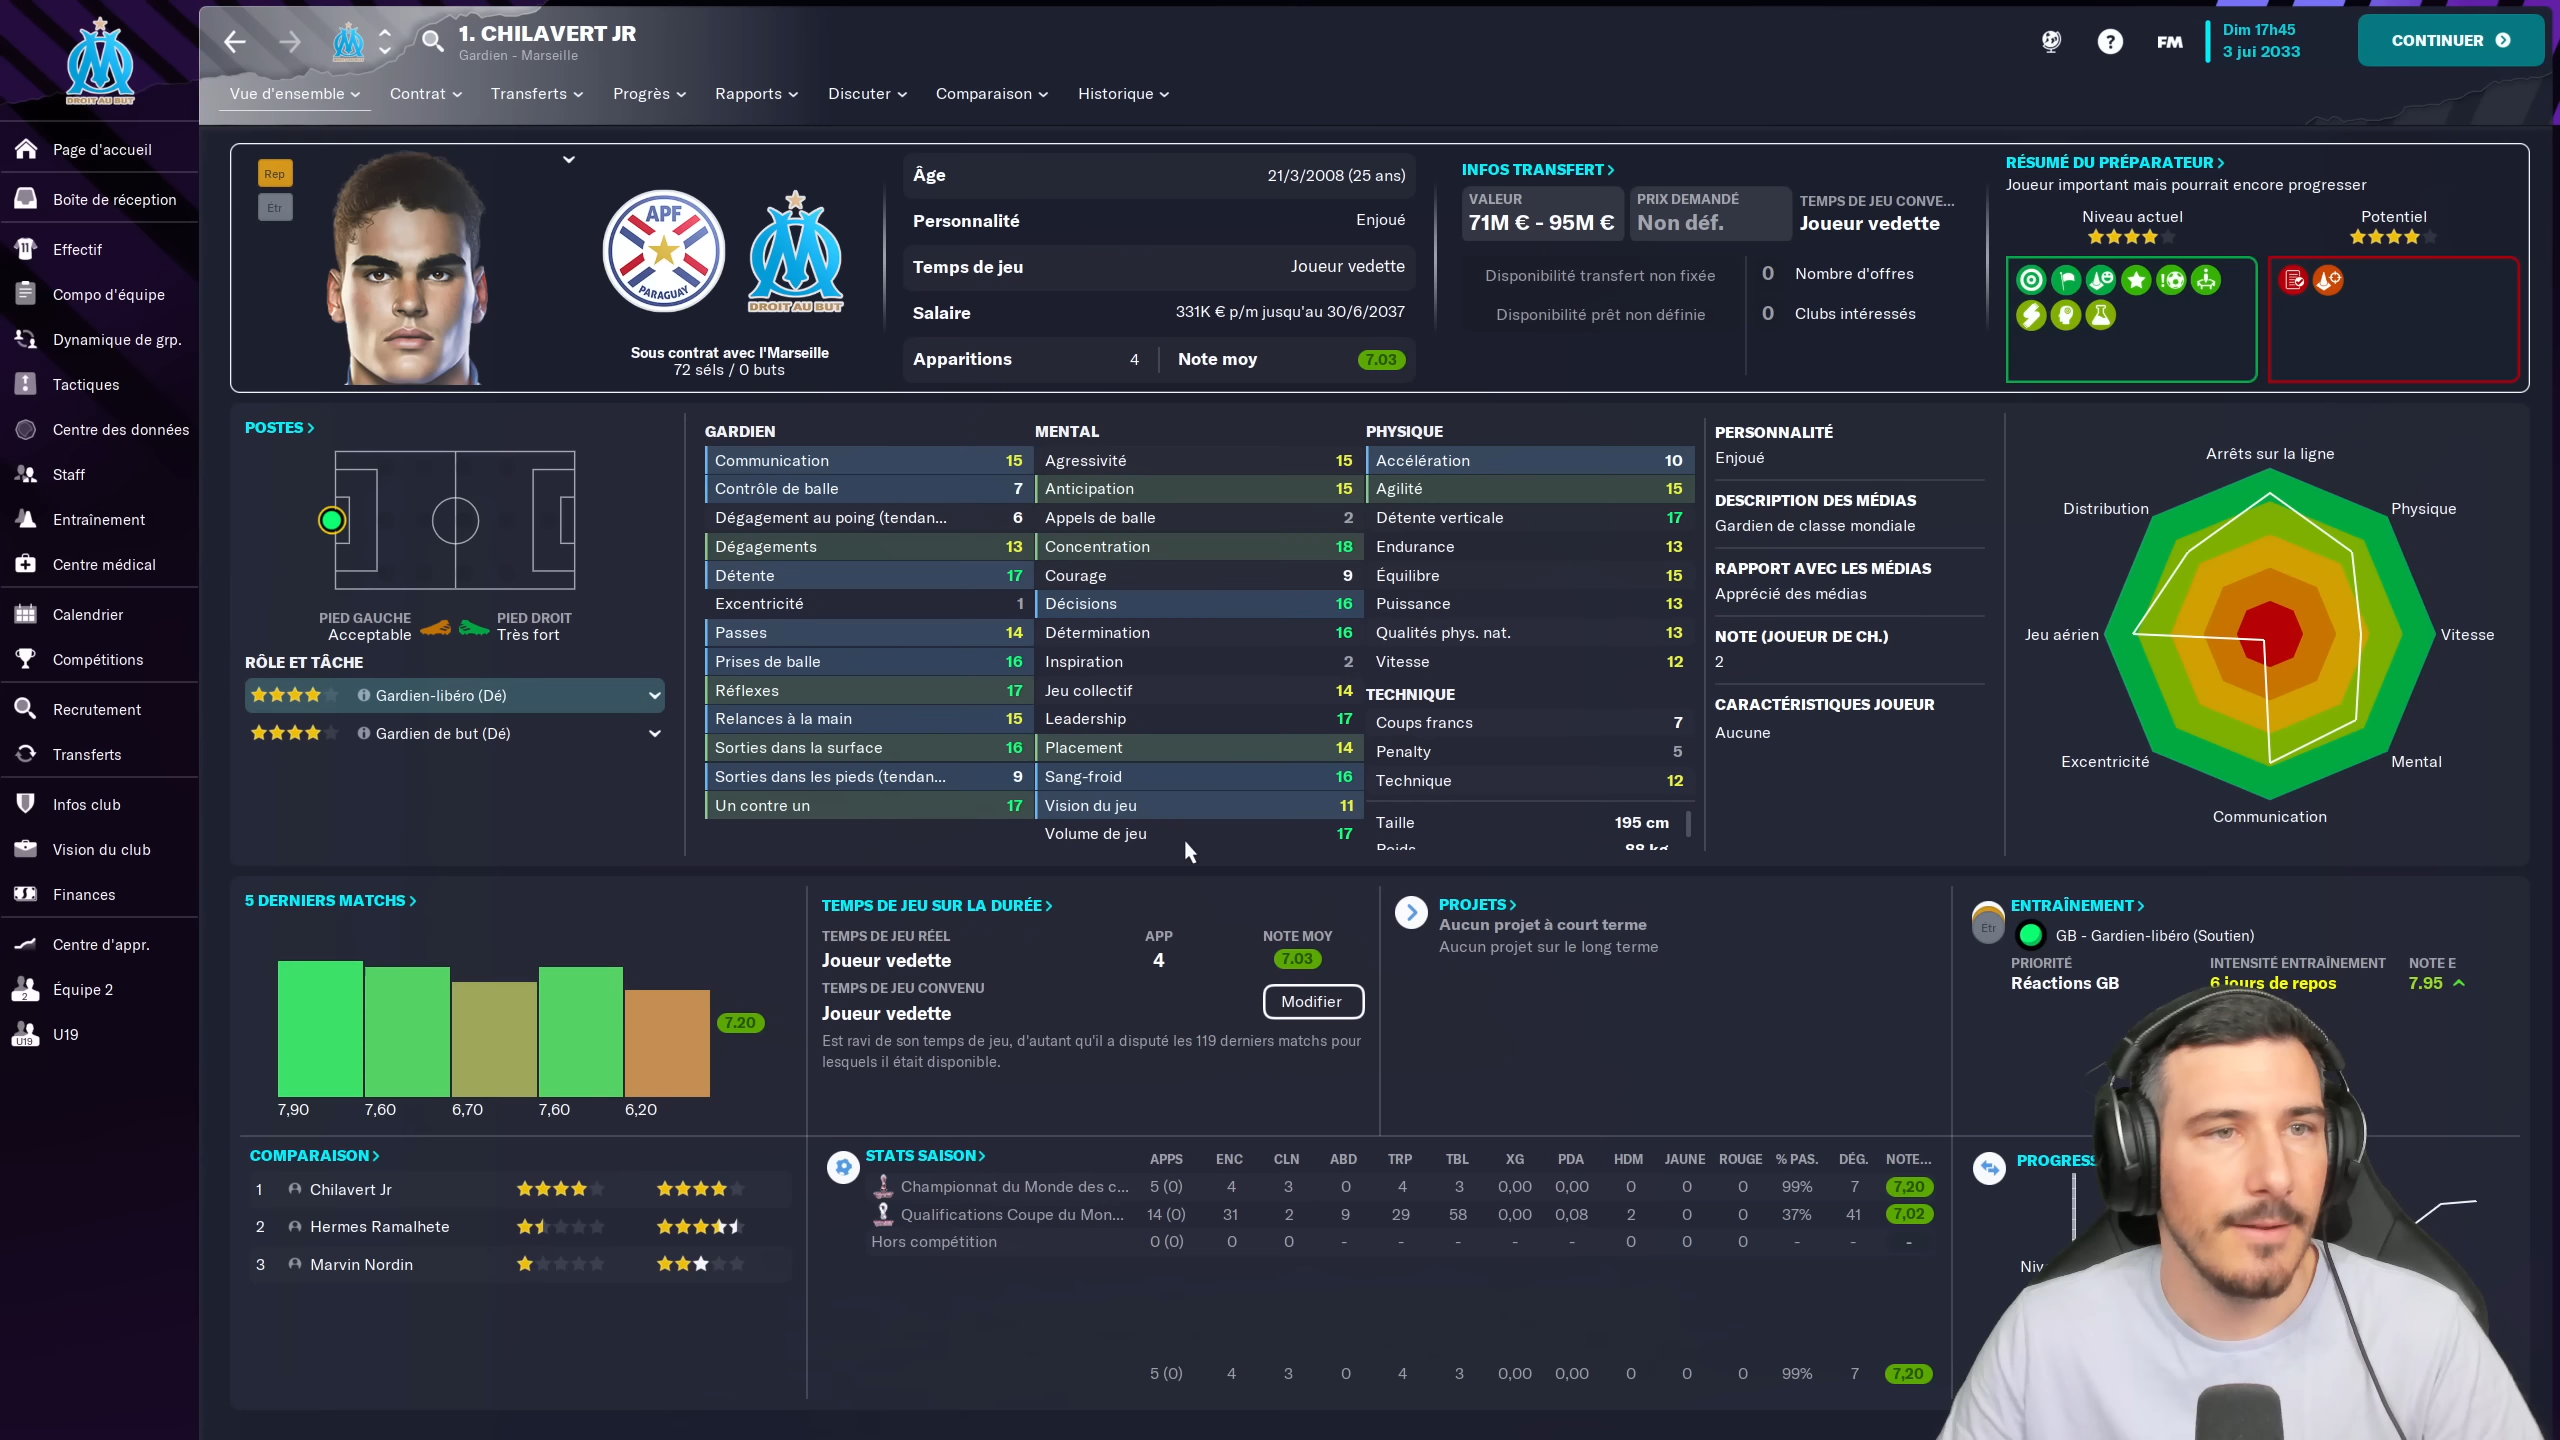 DROIT AU BUT
1. CHILAVERT JR
Gardien - Marseille
FM
Dim 17h45
3 jui 2033
CONTINUER
Vue d'ensemble
Contrat
Transferts
Progrès
Rapports
Discuter
Comparaison
Historique
Page d'accueil
Boîte de réception
Effectif
Compo d'équipe
Dynamique de grp.
Tactiques
Centre des données
Staff
Entraînement
Centre médical
Calendrier
Compétitions
Recrutement
Transferts
Infos club
Vision du club
Finances
Centre d'appr.
Équipe 2
U19
Rep
Etr
APF
PARAGUAY
DROIT AU BUT
Sous contrat avec l'Marseille
72 séls / 0 buts
Âge 21/3/2008 (25 ans)
Personnalité Enjoué
Temps de jeu Joueur vedette
Salaire 331K € p/m jusqu'au 30/6/2037
Apparitions 4 Note moy 7.03
INFOS TRANSFERT
VALEUR
71M € - 95M €
PRIX DEMANDÉ
Non déf.
TEMPS DE JEU CONVE...
Joueur vedette
Disponibilité transfert non fixée
Disponibilité prêt non définie
0 Nombre d'offres
0 Clubs intéressés
RÉSUMÉ DU PRÉPARATEUR
Joueur important mais pourrait encore progresser
Niveau actuel Potentiel
POSTES
PIED GAUCHE
Acceptable
PIED DROIT
Très fort
RÔLE ET TÂCHE
Gardien-libéro (Dé)
Gardien de but (Dé)
GARDIEN
Communication 15
Contrôle de balle 7
Dégagement au poing (tendan... 6
Dégagements 13
Détente 17
Excentricité 1
Passes 14
Prises de balle 16
Réflexes 17
Relances à la main 15
Sorties dans la surface 16
Sorties dans les pieds (tendan... 9
Un contre un 17
MENTAL
Agressivité 15
Anticipation 15
Appels de balle 2
Concentration 18
Courage 9
Décisions 16
Détermination 16
Inspiration 2
Jeu collectif 14
Leadership 17
Placement 14
Sang-froid 16
Vision du jeu 11
Volume de jeu 17
PHYSIQUE
Accélération 10
Agilité 15
Détente verticale 17
Endurance 13
Équilibre 15
Puissance 13
Qualités phys. nat. 13
Vitesse 12
TECHNIQUE
Coups francs 7
Penalty 5
Technique 12
Taille 195 cm
Poids 88 kg
PERSONNALITÉ
Enjoué
DESCRIPTION DES MÉDIAS
Gardien de classe mondiale
RAPPORT AVEC LES MÉDIAS
Apprécié des médias
NOTE (JOUEUR DE CH.)
2
CARACTÉRISTIQUES JOUEUR
Aucune
Arrêts sur la ligne
Distribution
Physique
Jeu aérien
Vitesse
Excentricité
Mental
Communication
5 DERNIERS MATCHS
7.20
7,90 7,60 6,70 7,60 6,20
TEMPS DE JEU SUR LA DURÉE
TEMPS DE JEU RÉEL APP NOTE MOY
Joueur vedette 4 7.03
TEMPS DE JEU CONVENU
Joueur vedette
Modifier
Est ravi de son temps de jeu, d'autant qu'il a disputé les 119 derniers matchs pour
lesquels il était disponible.
PROJETS
Aucun projet à court terme
Aucun projet sur le long terme
ENTRAÎNEMENT
Etr
GB - Gardien-libéro (Soutien)
PRIORITÉ INTENSITÉ ENTRAÎNEMENT NOTE E
Réactions GB 6 jours de repos 7.95
COMPARAISON
1 Chilavert Jr
2 Hermes Ramalhete
3 Marvin Nordin
STATS SAISON APPS ENC CLN ABD TRP TBL XG PDA HDM JAUNE ROUGE % PAS. DÉG. NOTE...
Championnat du Monde des c... 5 (0) 4 3 0 4 3 0,00 0,00 0 0 0 99% 7 7,20
Qualifications Coupe du Mon... 14 (0) 31 2 9 29 58 0,00 0,08 2 0 0 37% 41 7,02
Hors compétition 0 (0) 0 0 - - - - - 0 0 0 - - -
5 (0) 4 3 0 4 3 0,00 0,00 0 0 0 99% 7 7,20
PROGRESS
Niv